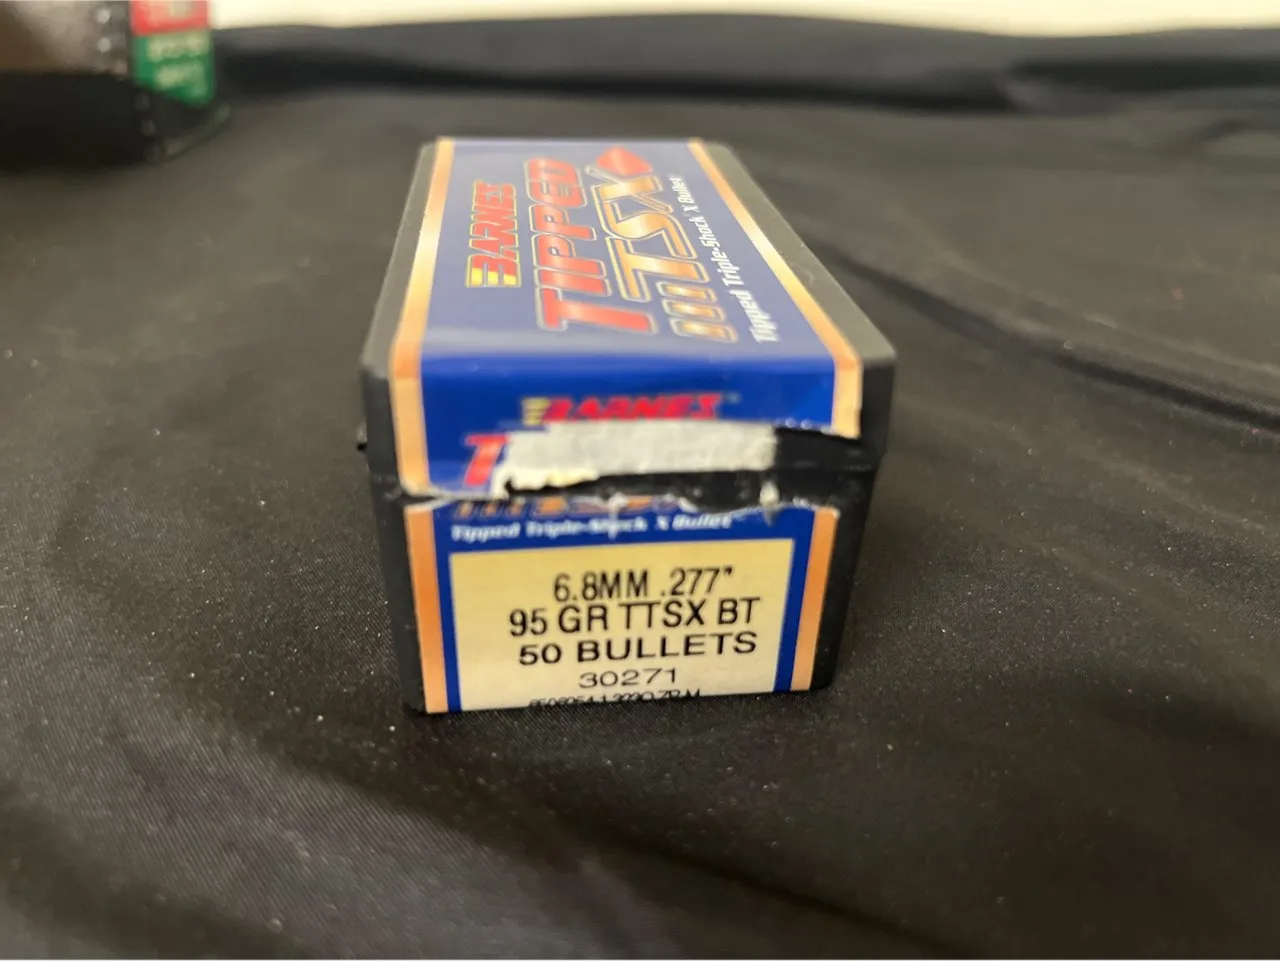 BARNES
TIPPED
TSX
Tipped Triple-Shock X Bullet
BARNES™
T
Tipped Triple-Shock X Bullet
6.8MM .277"
95 GR TTSX BT
50 BULLETS
30271